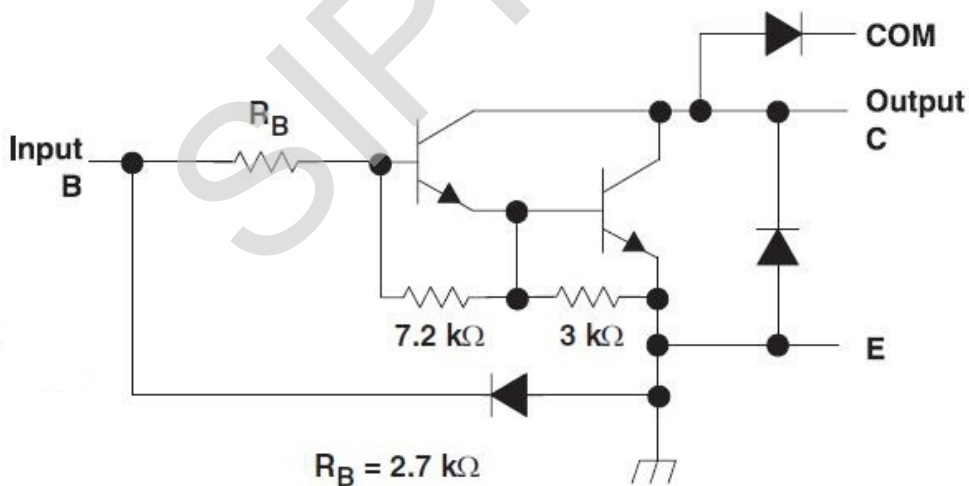 COM
Output
C
R_B
Input
B
7.2 kΩ
3 kΩ
E
R_B = 2.7 kΩ